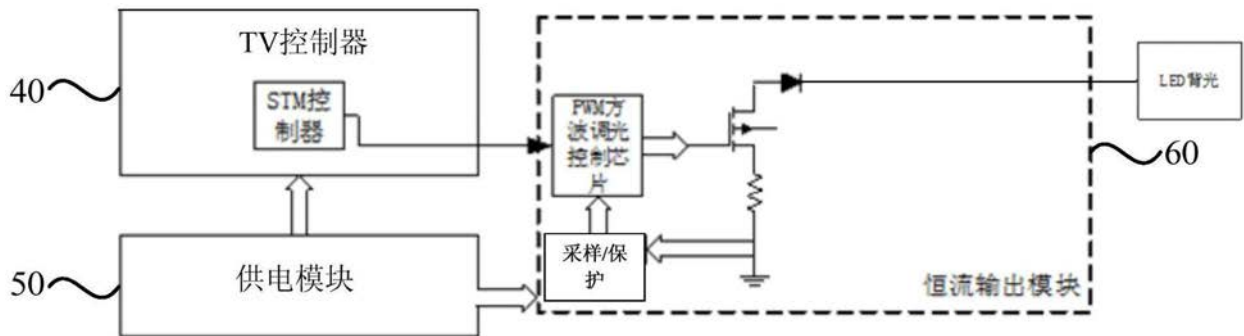 TV控制器
40
STM控
制器
PWM方
波调光
控制芯
片
LED背光
60
采样/保
护
供电模块
50
恒流输出模块